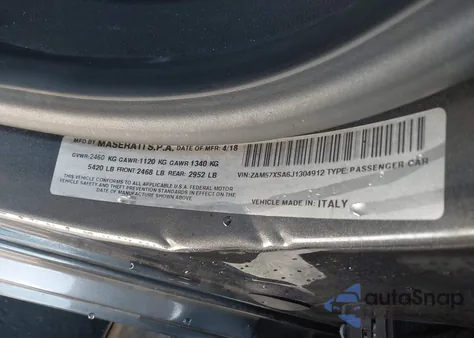 MFD BY MASERATI S.P.A. DATE OF MFR: 4/18
GVWR:2460 KG GAWR:1120 KG GAWR 1340 KG
5420 LB FRONT:2468 LB REAR: 2952 LB
THIS VEHICLE CONFORMS TO ALL APPLICABLE U.S. FEDERAL MOTOR
VEHICLE SAFETY, BUMPER, AND THEFT PREVENTION STANDARDS IN EFFECT ON THE
DATE OF MANUFACTURE SHOWN ABOVE.
VIN:ZAM57XSA6J1304912 TYPE: PASSENGER CAR
VEHICLE MADE IN: ITALY
autoSnap